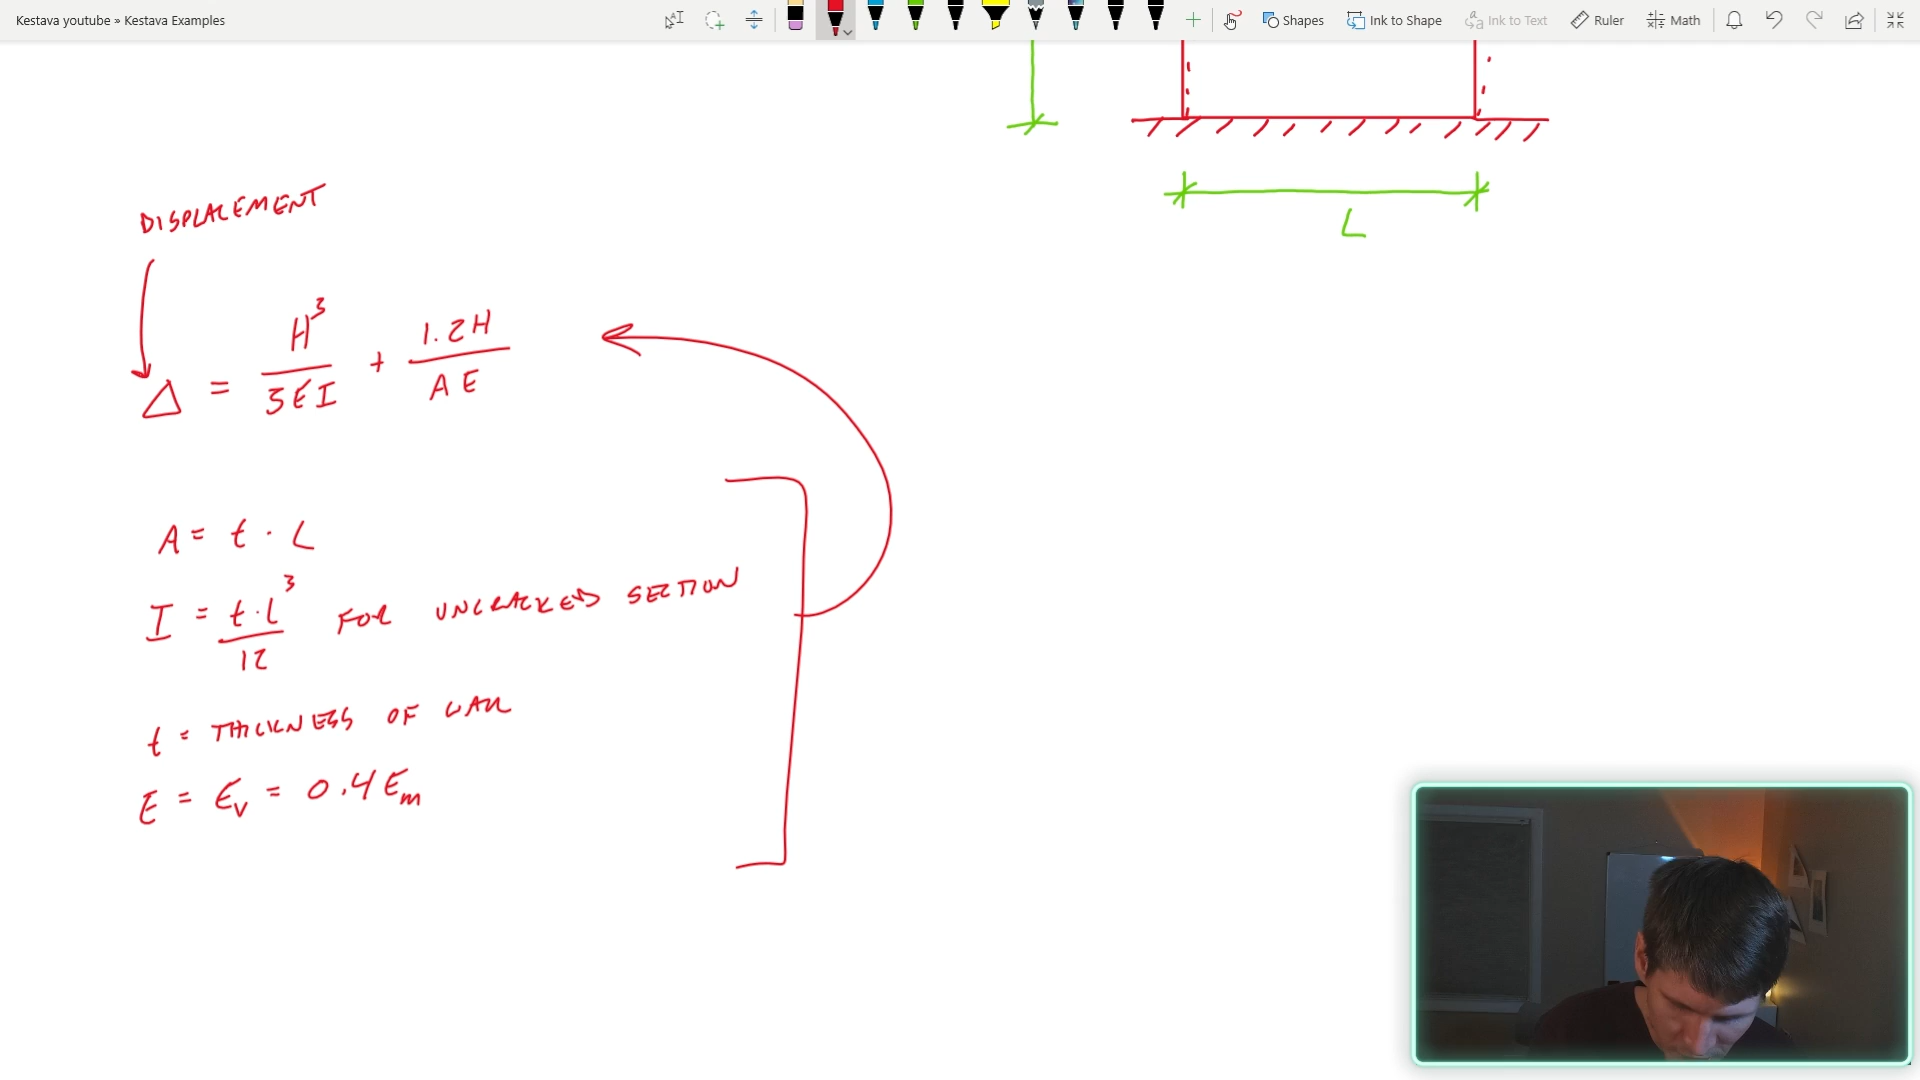 Kestava youtube » Kestava Examples
Shapes
Ink to Shape
Ink to Text
Ruler
Math
L
DISPLACEMENT
Δ = H³/3EI + 1.2H/AE
A = t · L
I = t·L³/12 FOR UNCRACKED SECTION
t = THICKNESS OF WALL
E = Eᵥ = 0.4Eₘ